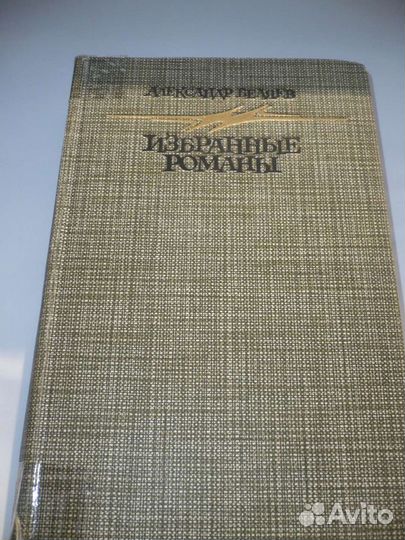 Александр Беляев
Избранные
романы
Avito